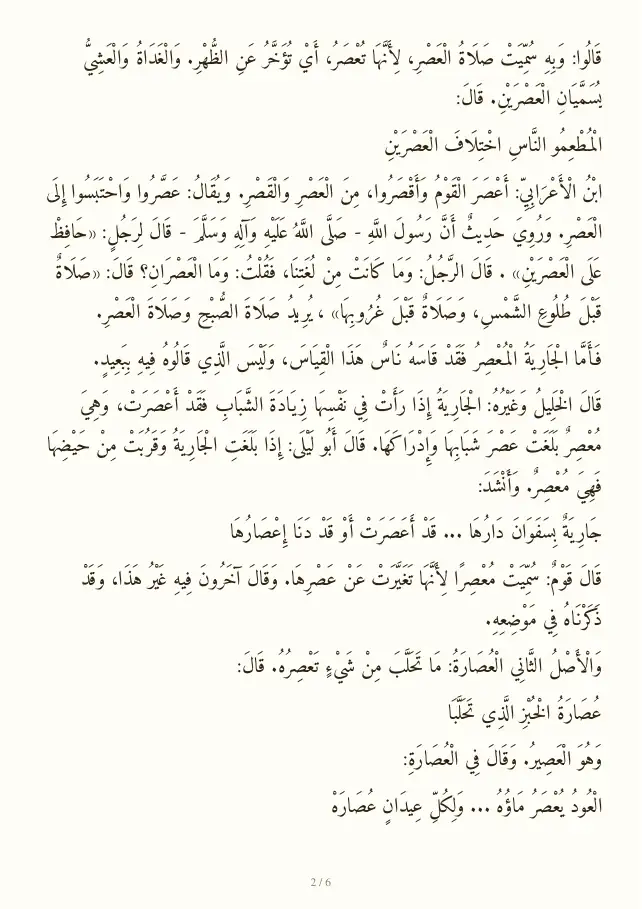 قَالُوا: وَبِهِ سُمِّيَتْ صَلَاةُ الْعَصْرِ، لِأَنَّهَا تُعْصَرُ، أَيْ تُؤَخَّرُ عَنِ الظُّهْرِ. وَالْغَدَاةُ وَالْعَشِيُّ
يُسَمَّيَانِ الْعَصْرَيْنِ. قَالَ:
الْمُطْعِمُو النَّاسِ اخْتِلَافَ الْعَصْرَيْنِ
ابْنُ الْأَعْرَابِيِّ: أَعْصَرَ الْقَوْمُ وَأَقْصَرُوا، مِنَ الْعَصْرِ وَالْقَصْرِ. وَيُقَالُ: عَصَّرُوا وَاحْتَبَسُوا إِلَى
الْعَصْرِ. وَرُوِيَ حَدِيثٌ أَنَّ رَسُولَ اللَّهِ - صَلَّى اللَّهُ عَلَيْهِ وَآلِهِ وَسَلَّمَ - قَالَ لِرَجُلٍ: «حَافِظْ
عَلَى الْعَصْرَيْنِ» . قَالَ الرَّجُلُ: وَمَا كَانَتْ مِنْ لُغَتِنَا، فَقُلْتُ: وَمَا الْعَصْرَانِ؟ قَالَ: «صَلَاةٌ
قَبْلَ طُلُوعِ الشَّمْسِ، وَصَلَاةٌ قَبْلَ غُرُوبِهَا» ، يُرِيدُ صَلَاةَ الصُّبْحِ وَصَلَاةَ الْعَصْرِ.
فَأَمَّا الْجَارِيَةُ الْمُعْصِرُ فَقَدْ قَاسَهُ نَاسٌ هَذَا الْقِيَاسَ، وَلَيْسَ الَّذِي قَالُوهُ فِيهِ بِبَعِيدٍ.
قَالَ الْخَلِيلُ وَغَيْرُهُ: الْجَارِيَةُ إِذَا رَأَتْ فِي نَفْسِهَا زِيَادَةَ الشَّبَابِ فَقَدْ أَعْصَرَتْ، وَهِيَ
مُعْصِرٌ بَلَغَتْ عَصْرَ شَبَابِهَا وَإِدْرَاكَهَا. قَالَ أَبُو لَيْلَى: إِذَا بَلَغَتِ الْجَارِيَةُ وَقَرُبَتْ مِنْ حَيْضِهَا
فَهِيَ مُعْصِرٌ. وَأَنْشَدَ:
جَارِيَةٌ بِسَفَوَانَ دَارُهَا ... قَدْ أَعَصَرَتْ أَوْ قَدْ دَنَا إِعْصَارُهَا
قَالَ قَوْمٌ: سُمِّيَتْ مُعْصِرًا لِأَنَّهَا تَغَيَّرَتْ عَنْ عَصْرِهَا. وَقَالَ آخَرُونَ فِيهِ غَيْرُ هَذَا، وَقَدْ
ذَكَرْنَاهُ فِي مَوْضِعِهِ.
وَالْأَصْلُ الثَّانِي الْعُصَارَةُ: مَا تَحَلَّبَ مِنْ شَيْءٍ تَعْصِرُهُ. قَالَ:
عُصَارَةُ الْخُبْزِ الَّذِي تَحَلَّبَا
وَهُوَ الْعَصِيرُ. وَقَالَ فِي الْعُصَارَةِ:
الْعُودُ يُعْصَرُ مَاؤُهُ ... وَلِكُلِّ عِيدَانٍ عُصَارَهْ
2 / 6